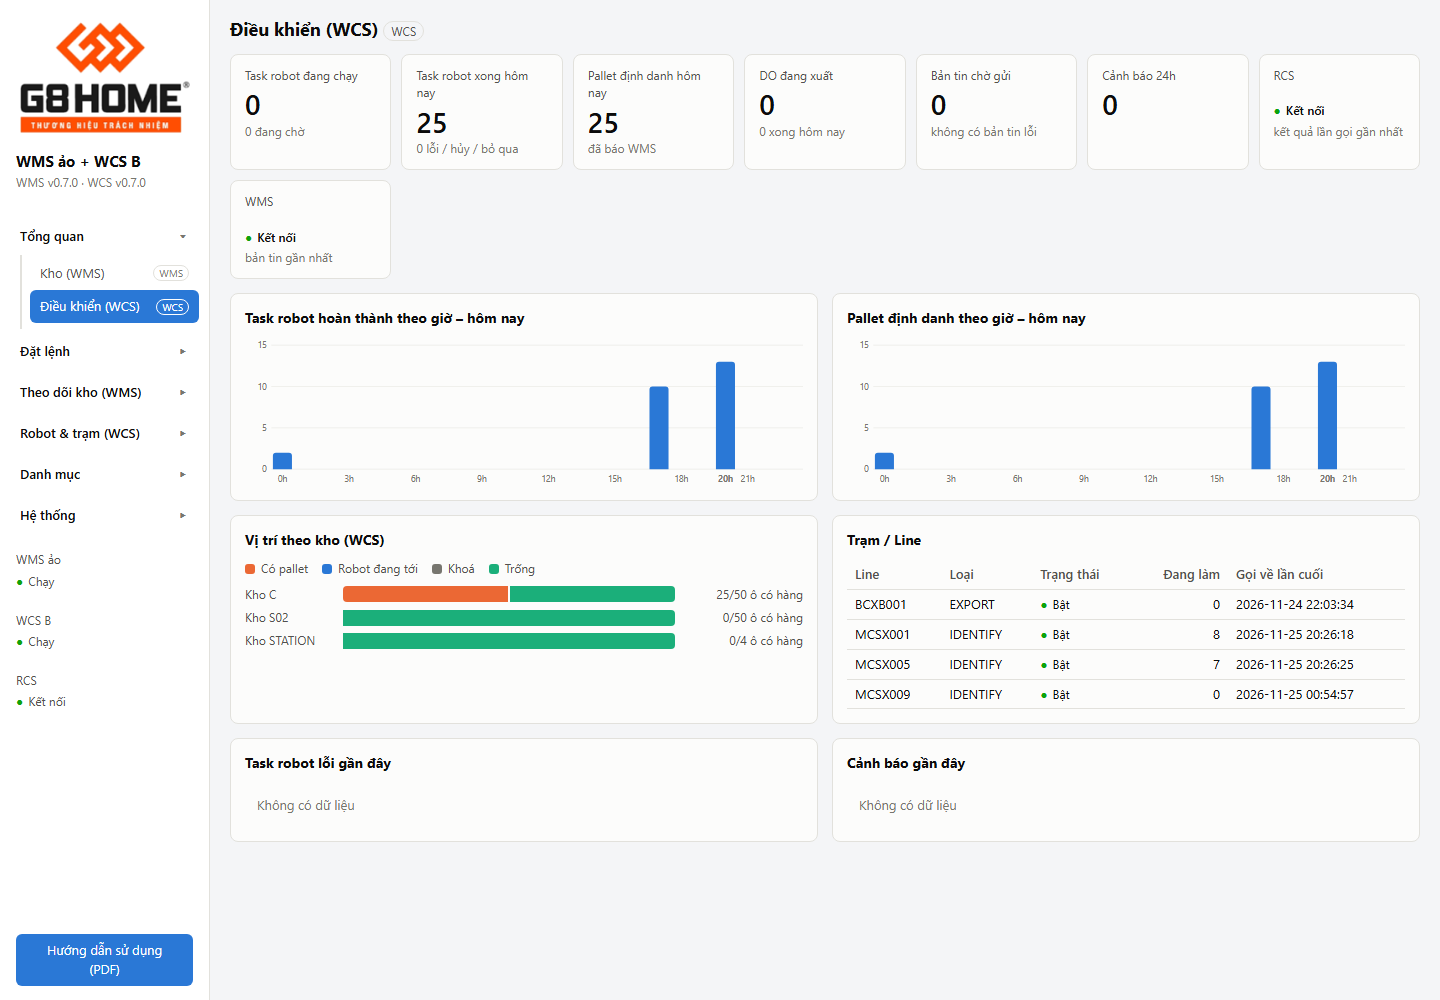 G8 HOME®
THƯƠNG HIỆU TRÁCH NHIỆM
WMS ảo + WCS B
WMS v0.7.0 · WCS v0.7.0
Tổng quan
Kho (WMS) WMS
Điều khiển (WCS) WCS
Đặt lệnh
Theo dõi kho (WMS)
Robot & trạm (WCS)
Danh mục
Hệ thống
WMS ảo
Chạy
WCS B
Chạy
RCS
Kết nối
Hướng dẫn sử dụng
(PDF)
Điều khiển (WCS) WCS
Task robot đang chạy
0
0 đang chờ
Task robot xong hôm
nay
25
0 lỗi / hủy / bỏ qua
Pallet định danh hôm
nay
25
đã báo WMS
DO đang xuất
0
0 xong hôm nay
Bản tin chờ gửi
0
không có bản tin lỗi
Cảnh báo 24h
0
RCS
Kết nối
kết quả lần gọi gần nhất
WMS
Kết nối
bản tin gần nhất
Task robot hoàn thành theo giờ – hôm nay
15
10
5
0
0h 3h 6h 9h 12h 15h 18h 20h 21h
Pallet định danh theo giờ – hôm nay
15
10
5
0
0h 3h 6h 9h 12h 15h 18h 20h 21h
Vị trí theo kho (WCS)
Có pallet Robot đang tới Khoá Trống
Kho C 25/50 ô có hàng
Kho S02 0/50 ô có hàng
Kho STATION 0/4 ô có hàng
Trạm / Line
Line Loại Trạng thái Đang làm Gọi về lần cuối
BCXB001 EXPORT Bật 0 2026-11-24 22:03:34
MCSX001 IDENTIFY Bật 8 2026-11-25 20:26:18
MCSX005 IDENTIFY Bật 7 2026-11-25 20:26:25
MCSX009 IDENTIFY Bật 0 2026-11-25 00:54:57
Task robot lỗi gần đây
Không có dữ liệu
Cảnh báo gần đây
Không có dữ liệu